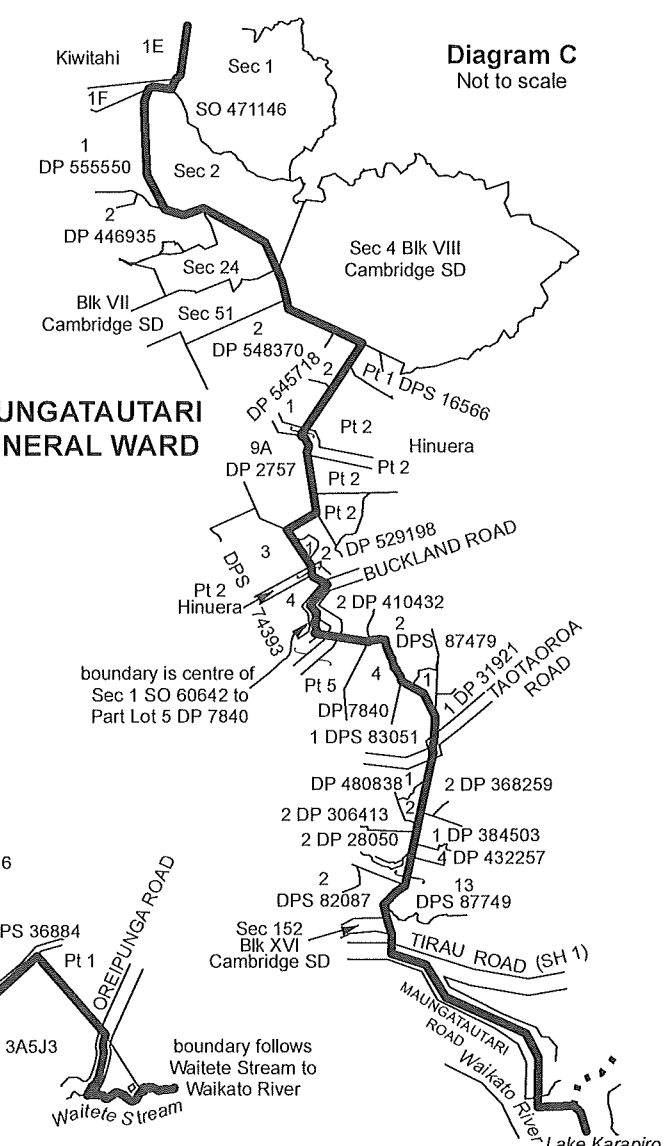 Diagram C
Not to scale
Kiwitahi
1E
Sec 1
1F
SO 471146
1
DP 555550
Sec 2
2
DP 446935
Sec 4 Blk VIII
Cambridge SD
Sec 24
Blk VII
Cambridge SD
Sec 51
2
DP 548370
DP 545718
2
Pt 1 DPS 16566
1
UNGATAUTARI
NERAL WARD
Pt 2
Hinuera
9A
DP 2757
Pt 2
Pt 2
Pt 2
DP 529198
3
1
2
BUCKLAND ROAD
DPS 74393
Pt 2
Hinuera
4
2 DP 410432
2
DPS 87479
boundary is centre of
Sec 1 SO 60642 to
Part Lot 5 DP 7840
Pt 5
4
DP 7840
1
1 DP 31921
TAOTAOROA
ROAD
1 DPS 83051
DP 480838
1
2 DP 368259
2
2 DP 306413
1 DP 384503
2 DP 28050
4 DP 432257
2
DPS 82087
13
DPS 87749
Sec 152
Blk XVI
Cambridge SD
TIRAU ROAD (SH 1)
MAUNGATAUTARI
ROAD
Waikato River
Lake Karapiro
6
PS 36884
Pt 1
OREIPUNGA ROAD
3A5J3
boundary follows
Waitete Stream to
Waikato River
Waitete Stream